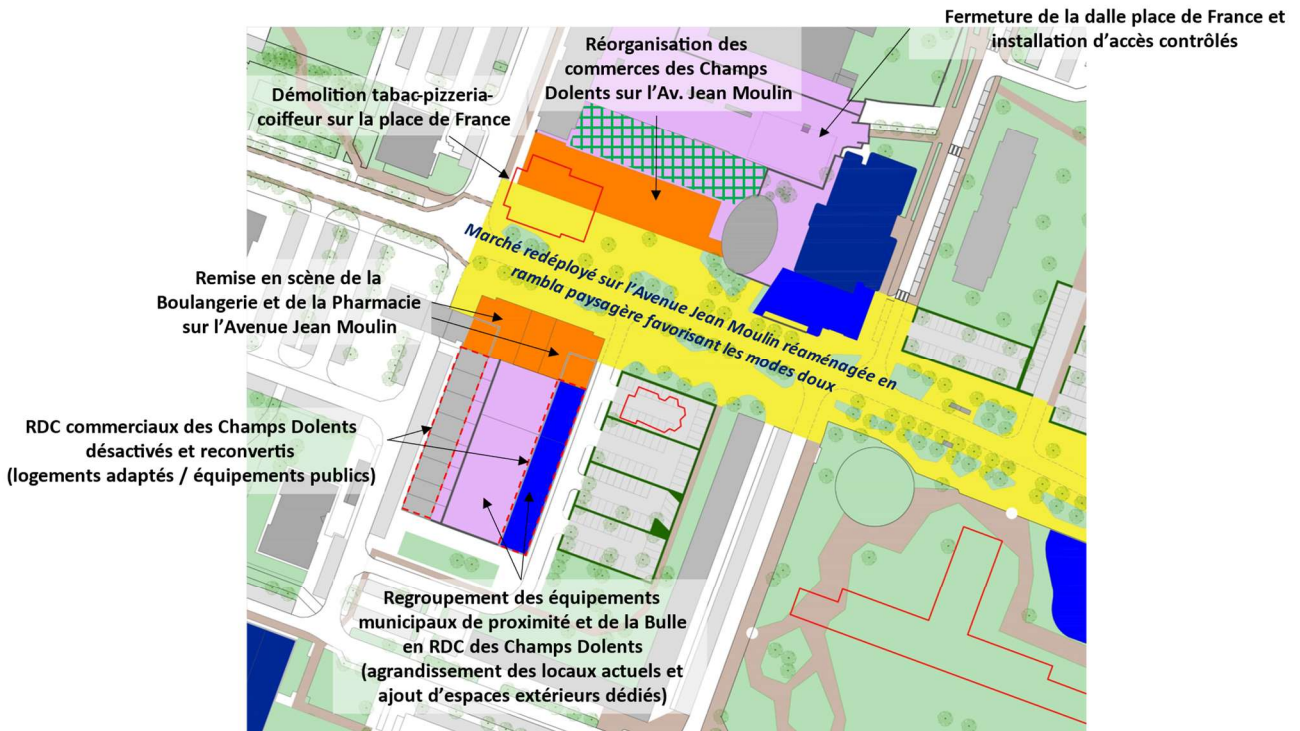 Fermeture de la dalle place de France et
installation d'accès contrôlés
Réorganisation des
commerces des Champs
Dolents sur l'Av. Jean Moulin
Démolition tabac-pizzeria-
coiffeur sur la place de France
Marché redéployé sur l'Avenue Jean Moulin réaménagée en
rambla paysagère favorisant les modes doux
Remise en scène de la
Boulangerie et de la Pharmacie
sur l'Avenue Jean Moulin
RDC commerciaux des Champs Dolents
désactivés et reconvertis
(logements adaptés / équipements publics)
Regroupement des équipements
municipaux de proximité et de la Bulle
en RDC des Champs Dolents
(agrandissement des locaux actuels et
ajout d'espaces extérieurs dédiés)